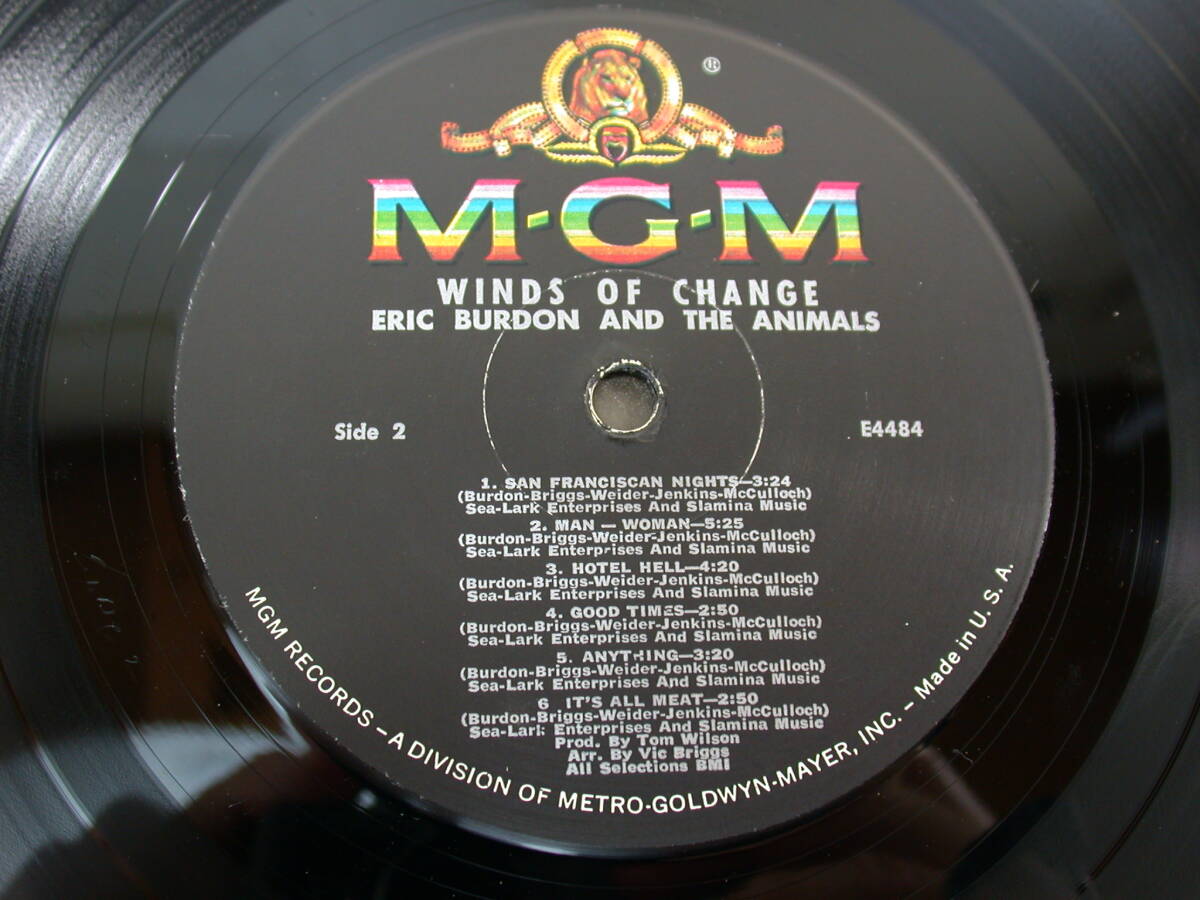 ®
M-G-M
WINDS OF CHANGE
ERIC BURDON AND THE ANIMALS
Side 2
E4484
1. SAN FRANCISCAN NIGHTS—3:24
(Burdon-Briggs-Weider-Jenkins-McCulloch)
Sea-Lark Enterprises And Slamina Music
2. MAN — WOMAN—5:25
(Burdon-Briggs-Weider-Jenkins-McCulloch)
Sea-Lark Enterprises And Slamina Music
3. HOTEL HELL—4:20
(Burdon-Briggs-Weider-Jenkins-McCulloch)
Sea-Lark Enterprises And Slamina Music
4. GOOD TIMES—2:50
(Burdon-Briggs-Weider-Jenkins-McCulloch)
Sea-Lark Enterprises And Slamina Music
5. ANYTHING—3:20
(Burdon-Briggs-Weider-Jenkins-McCulloch)
Sea-Lark Enterprises And Slamina Music
6 IT'S ALL MEAT—2:50
(Burdon-Briggs-Weider-Jenkins-McCulloch)
Sea-Lark Enterprises And Slamina Music
Prod. By Tom Wilson
Arr. By Vic Briggs
All Selections BMI
MGM RECORDS – A DIVISION OF METRO-GOLDWYN-MAYER, INC. – Made in U. S. A.